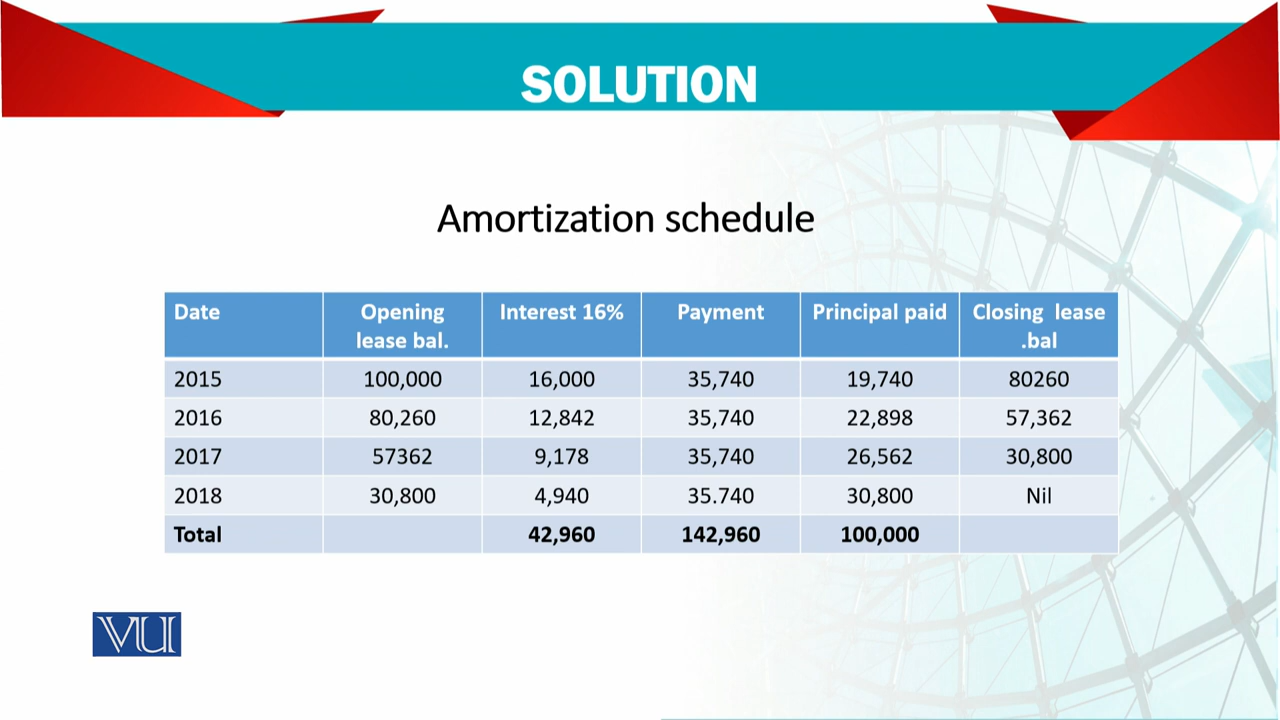 SOLUTION
Amortization schedule
Date Opening lease bal. Interest 16% Payment Principal paid Closing lease .bal
2015 100,000 16,000 35,740 19,740 80260
2016 80,260 12,842 35,740 22,898 57,362
2017 57362 9,178 35,740 26,562 30,800
2018 30,800 4,940 35.740 30,800 Nil
Total 42,960 142,960 100,000
VU